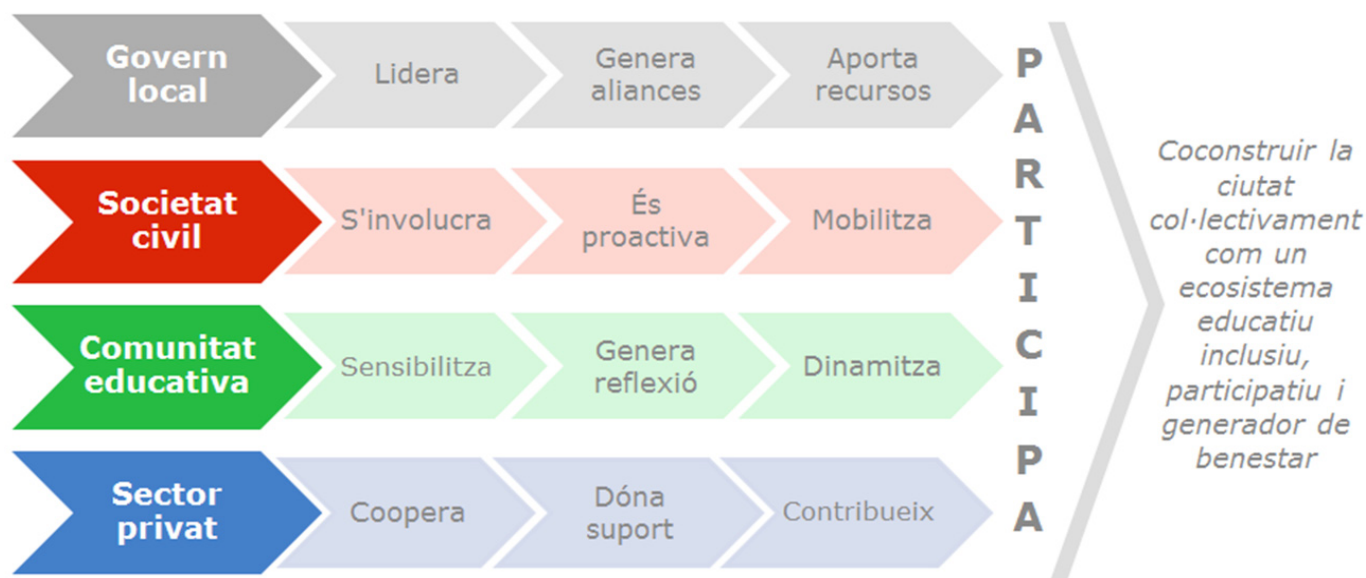 Govern
local
Lidera
Genera
aliances
Aporta
recursos
Societat
civil
S'involucra
És
proactiva
Mobilitza
Comunitat
educativa
Sensibilitza
Genera
reflexió
Dinamitza
Sector
privat
Coopera
Dóna
suport
Contribueix
P
A
R
T
I
C
I
P
A
Coconstruir la
ciutat
col·lectivament
com un
ecosistema
educatiu
inclusiu,
participatiu i
generador de
benestar